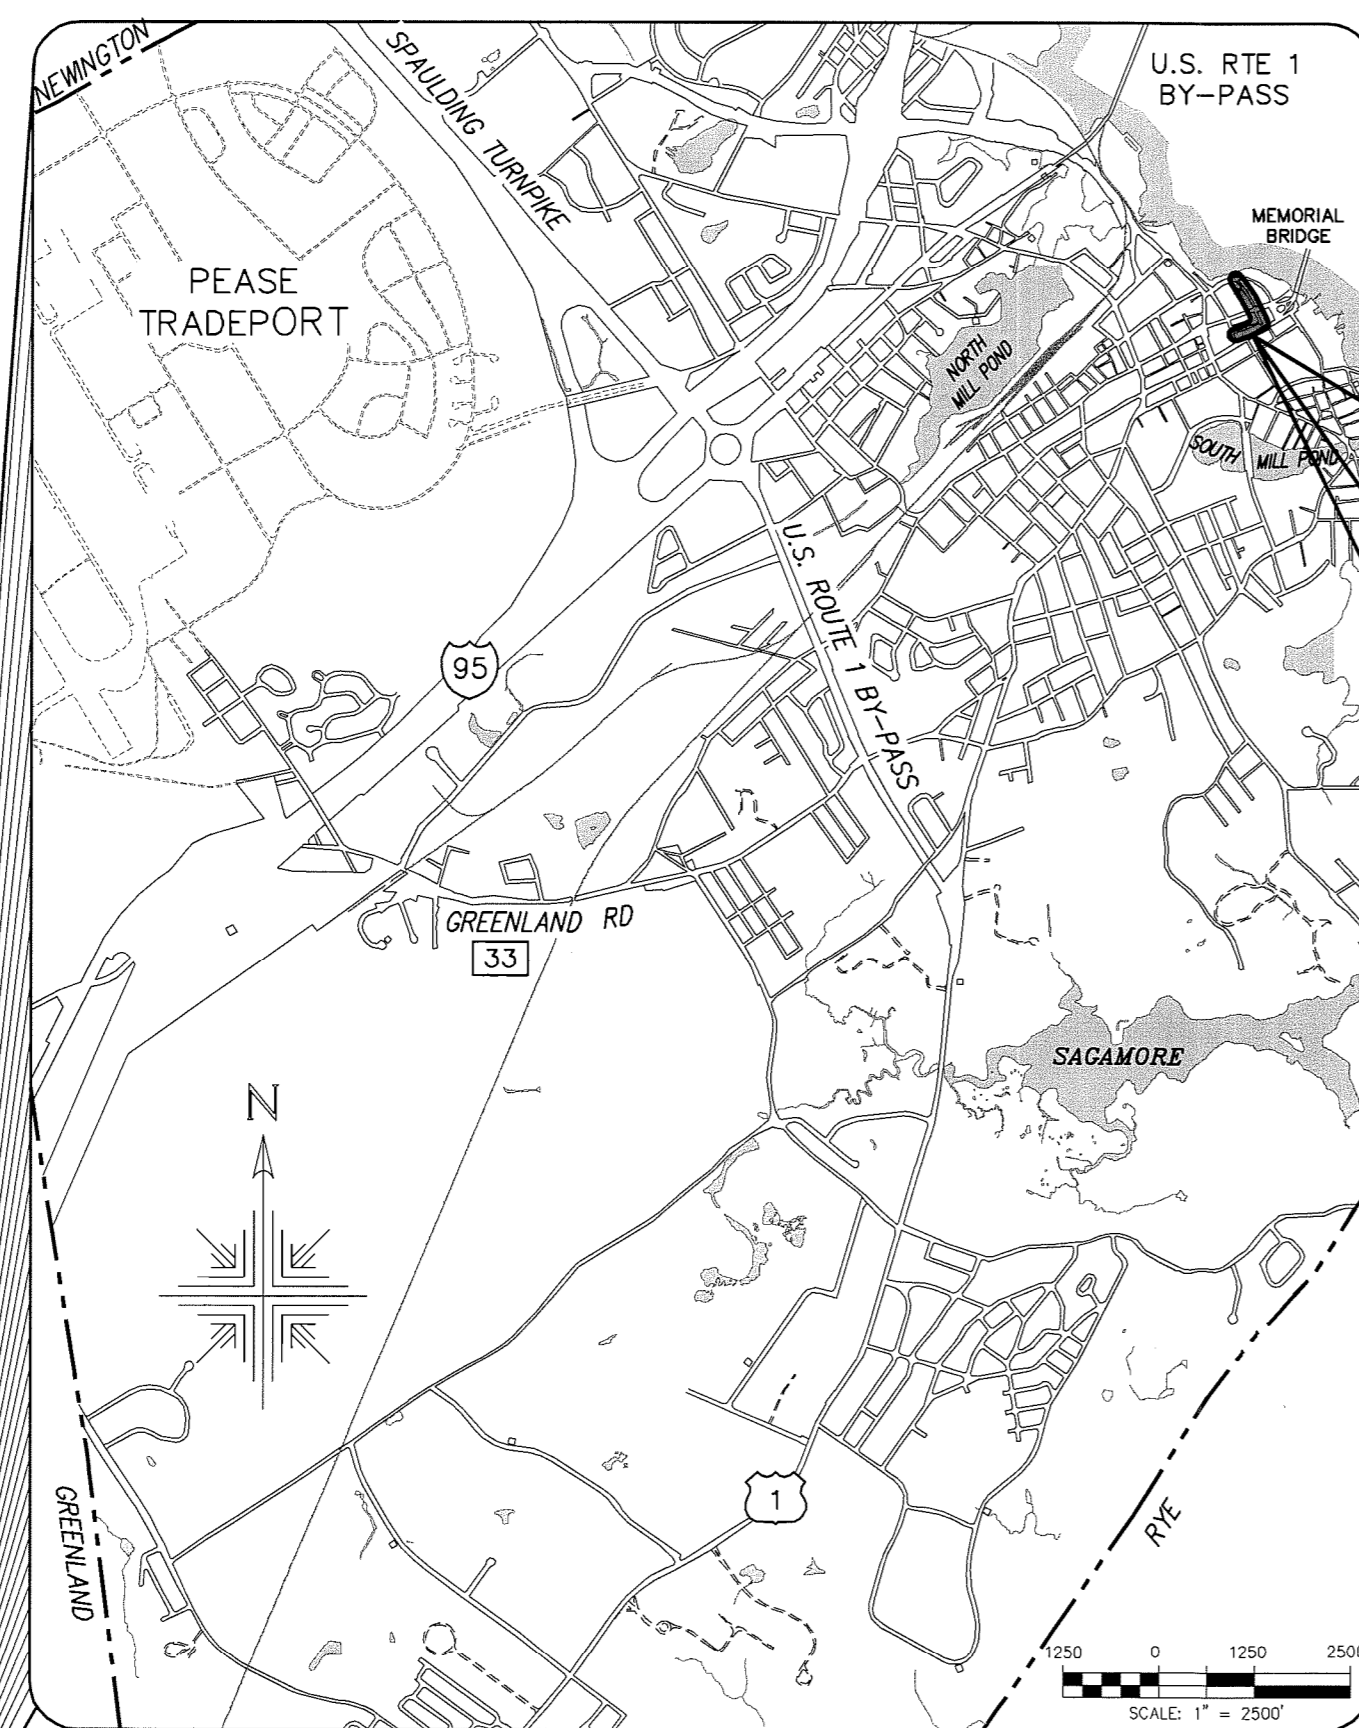 NEWINGTON
SPAULDING TURNPIKE
U.S. RTE 1
BY-PASS
MEMORIAL
BRIDGE
PEASE
TRADEPORT
NORTH
MILL POND
SOUTH MILL POND
U.S. ROUTE 1 BY-PASS
95
GREENLAND RD
33
SAGAMORE
N
1
GREENLAND
RYE
1250 0 1250 2500
SCALE: 1" = 2500'